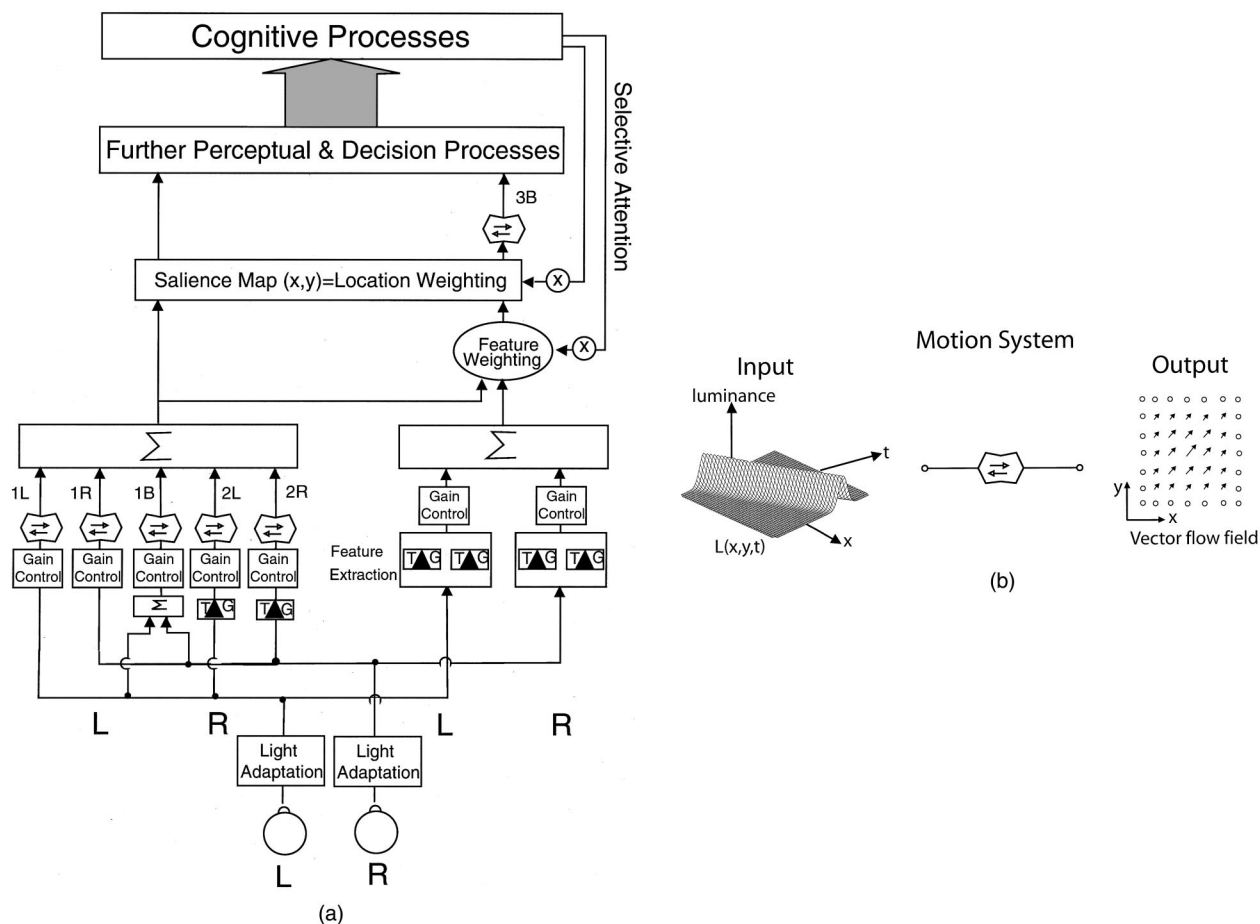 Cognitive Processes
Selective Attention
Further Perceptual & Decision Processes
3B
Salience Map (x,y)=Location Weighting
X
Feature
Weighting
X
Σ
Σ
1L
1R
1B
2L
2R
Gain
Control
Gain
Control
Gain
Control
Gain
Control
Gain
Control
Gain
Control
Gain
Control
Σ
T G
T G
Feature
Extraction
T G
T G
T G
T G
L
R
L
R
Light
Adaptation
Light
Adaptation
L
R
(a)
Motion System
Input
Output
luminance
t
x
L(x,y,t)
y
x
Vector flow field
(b)